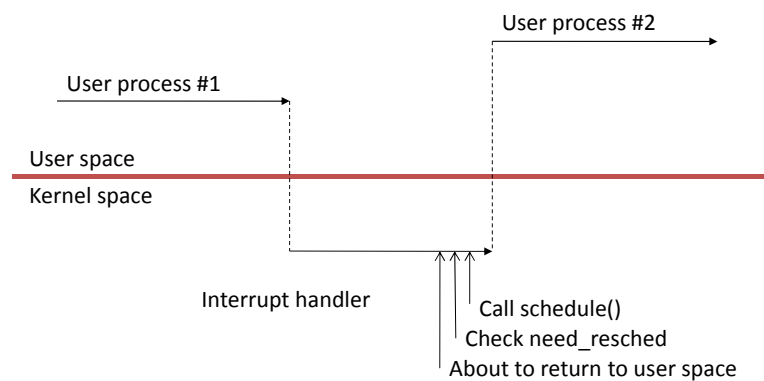 User process #2
User process #1
User space
Kernel space
Interrupt handler
Call schedule()
Check need_resched
About to return to user space